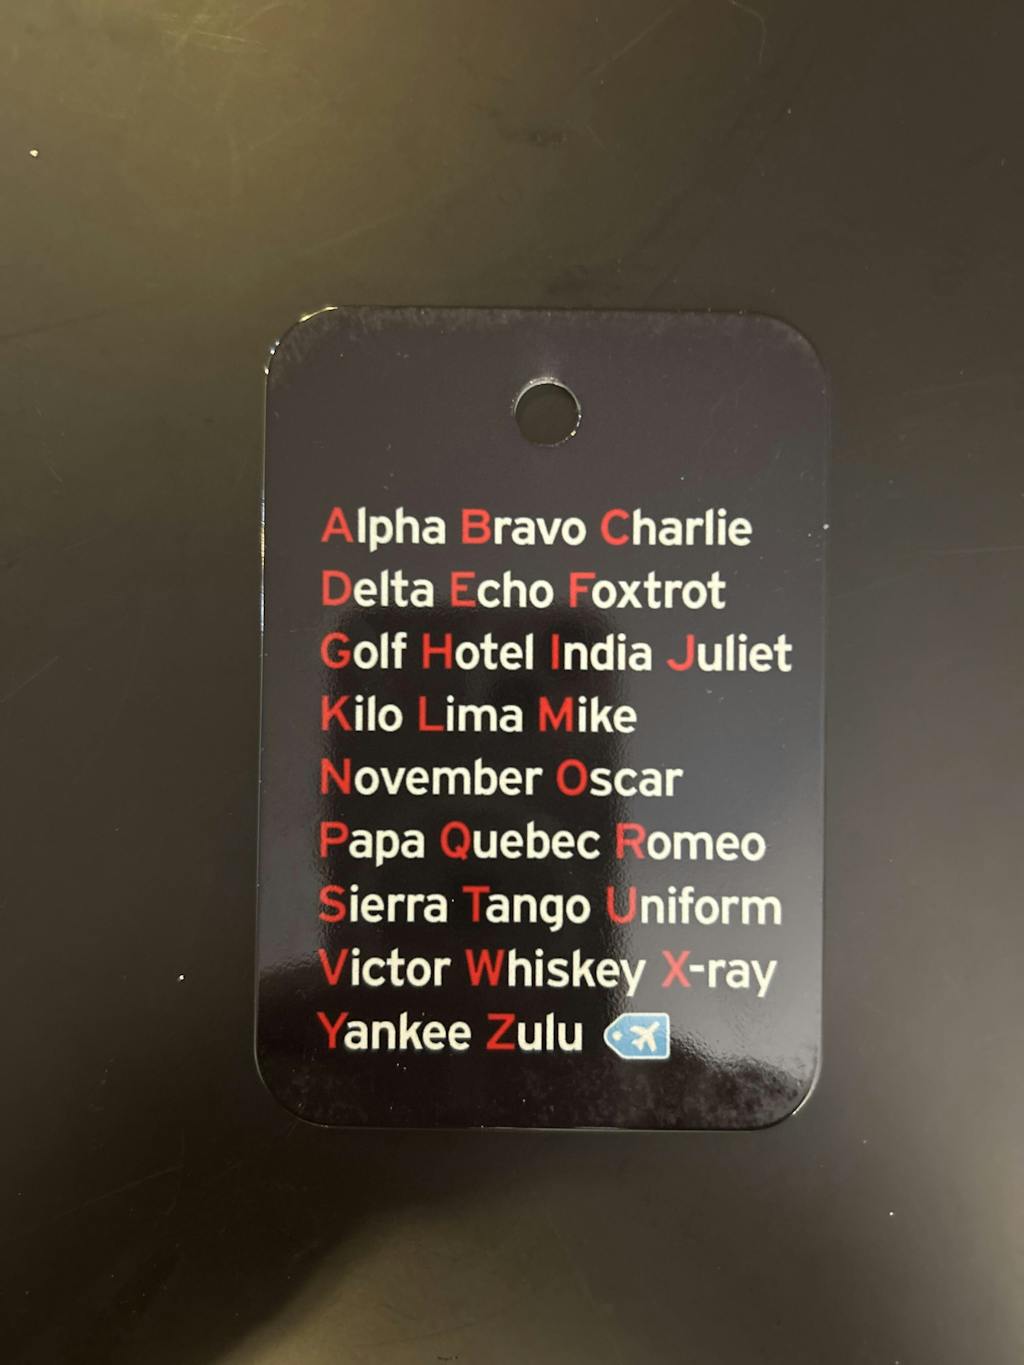 Alpha Bravo Charlie
Delta Echo Foxtrot
Golf Hotel India Juliet
Kilo Lima Mike
November Oscar
Papa Quebec Romeo
Sierra Tango Uniform
Victor Whiskey X-ray
Yankee Zulu